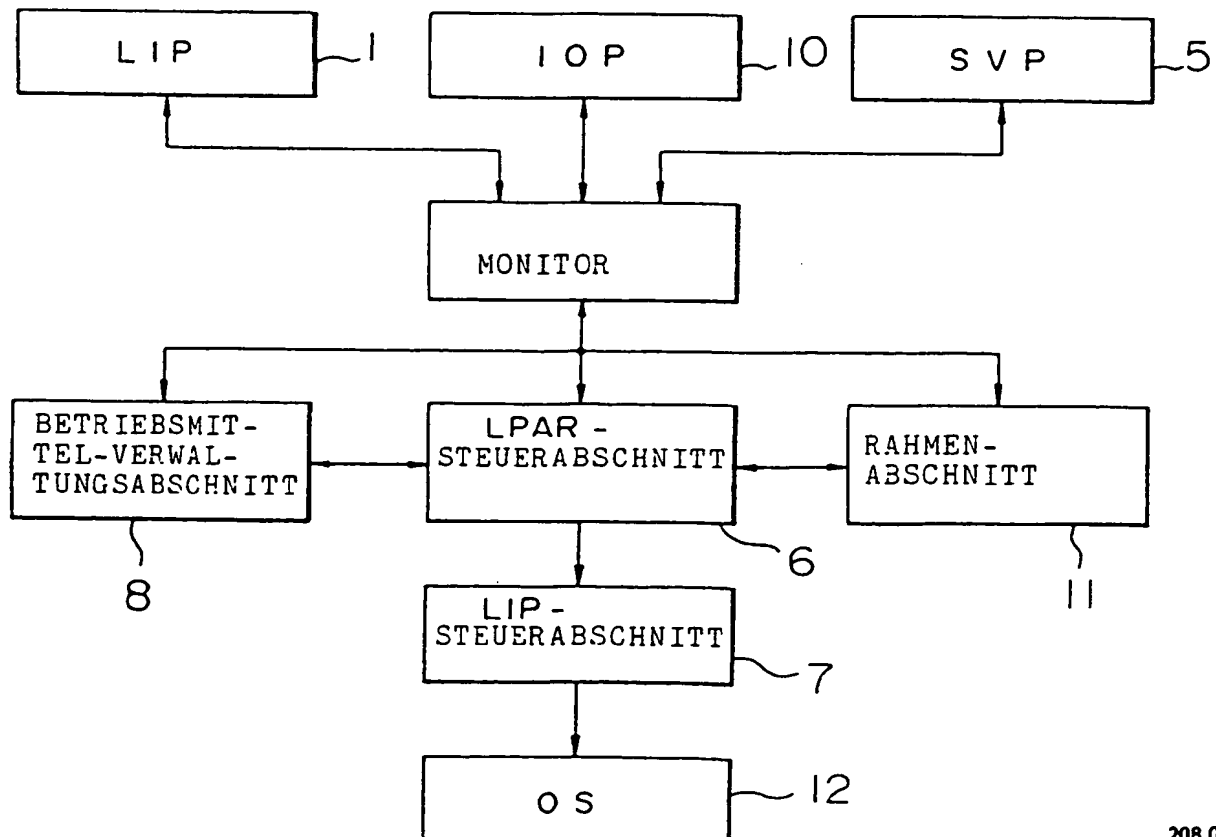 LIP
1
IOP
10
SVP
5
MONITOR
BETRIEBSMIT-
TEL-VERWAL-
TUNGSABSCHNITT
8
LPAR-
STEUERABSCHNITT
6
RAHMEN-
ABSCHNITT
11
LIP-
STEUERABSCHNITT
7
OS
12